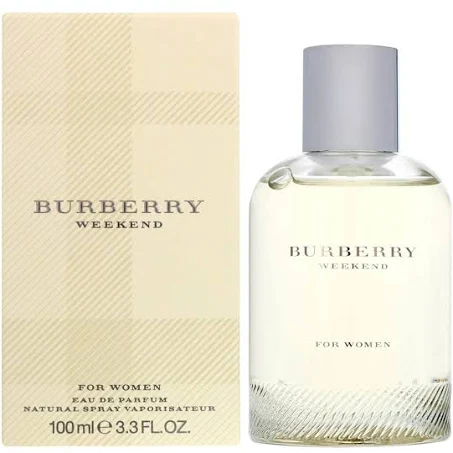 BURBERRY
WEEKEND
FOR WOMEN
EAU DE PARFUM
NATURAL SPRAY VAPORISATEUR
100 ml ℮ 3.3 FL.OZ.
BURBERRY
WEEKEND
FOR WOMEN